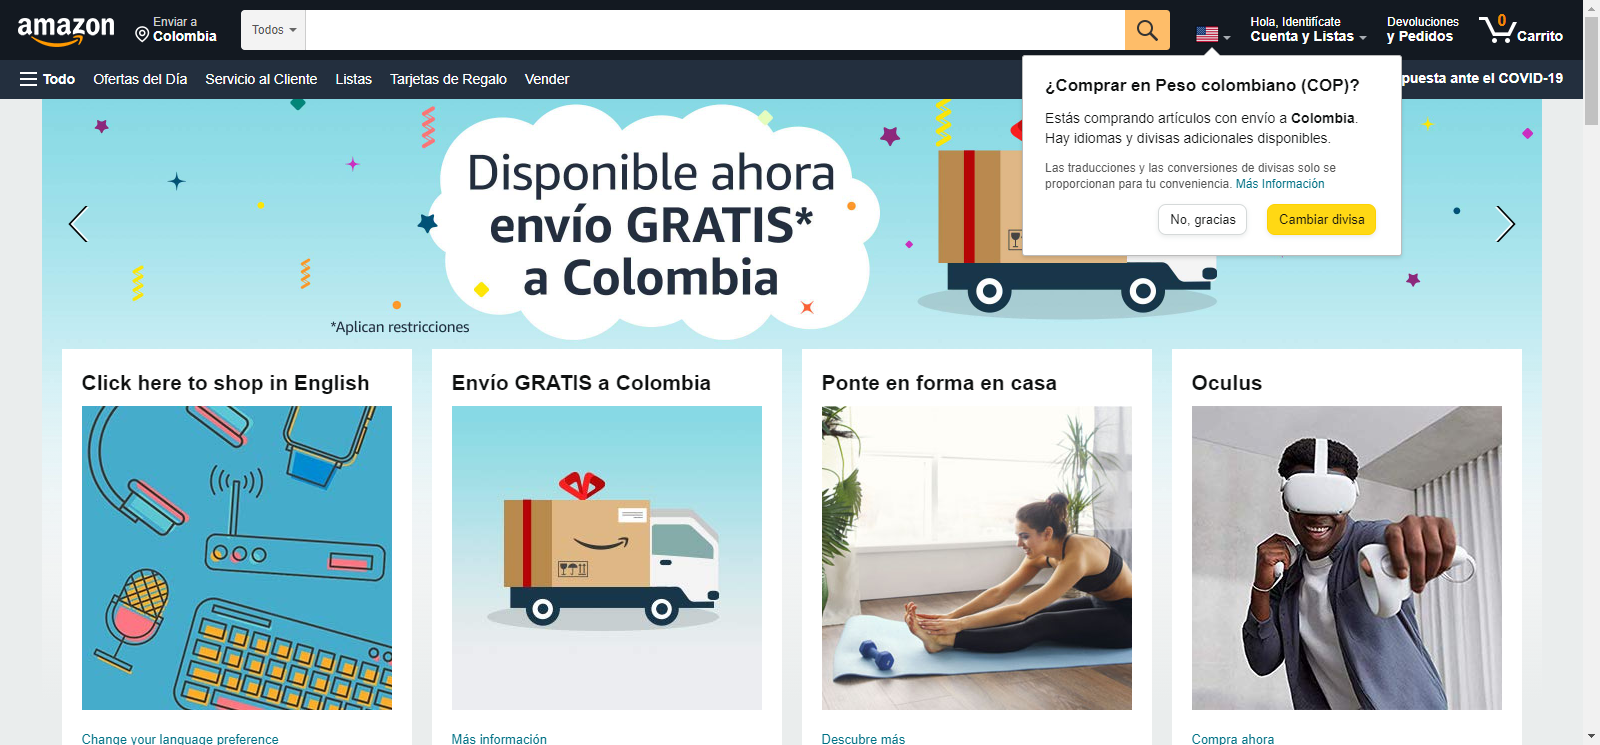 amazon
Enviar a
Colombia
Todos
Hola, Identifícate
Cuenta y Listas
Devoluciones
y Pedidos
0
Carrito
Todo
Ofertas del Día
Servicio al Cliente
Listas
Tarjetas de Regalo
Vender
puesta ante el COVID-19
¿Comprar en Peso colombiano (COP)?
Estás comprando artículos con envío a Colombia.
Hay idiomas y divisas adicionales disponibles.
Las traducciones y las conversiones de divisas solo se
proporcionan para tu conveniencia. Más Información
No, gracias
Cambiar divisa
Disponible ahora
envío GRATIS*
a Colombia
*Aplican restricciones
Click here to shop in English
Envío GRATIS a Colombia
Ponte en forma en casa
Oculus
Change your language preference
Más información
Descubre más
Compra ahora